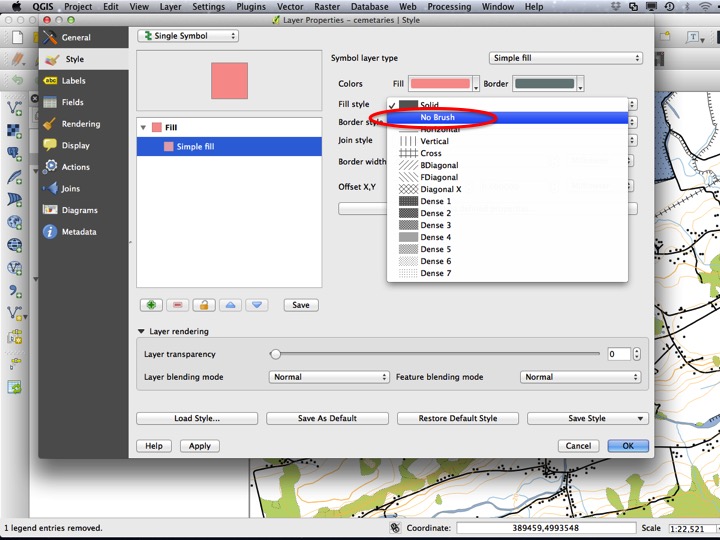 QGIS Project Edit View Layer Settings Plugins Vector Raster Database Web Processing Window Help
Layer Properties - cemetaries | Style
General
Style
Labels
Fields
Rendering
Display
Actions
Joins
Diagrams
Metadata
Single Symbol
Fill
Simple fill
Save
Symbol layer type Simple fill
Colors Fill Border
Fill style
Border style
Join style
Border width
Offset X,Y
✓ Solid
No Brush
Horizontal
Vertical
Cross
BDiagonal
FDiagonal
Diagonal X
Dense 1
Dense 2
Dense 3
Dense 4
Dense 5
Dense 6
Dense 7
Layer rendering
Layer transparency 0
Layer blending mode Normal Feature blending mode Normal
Load Style... Save As Default Restore Default Style Save Style
Help Apply Cancel OK
1 legend entries removed. Coordinate: 389459,4993548 Scale 1:22,521